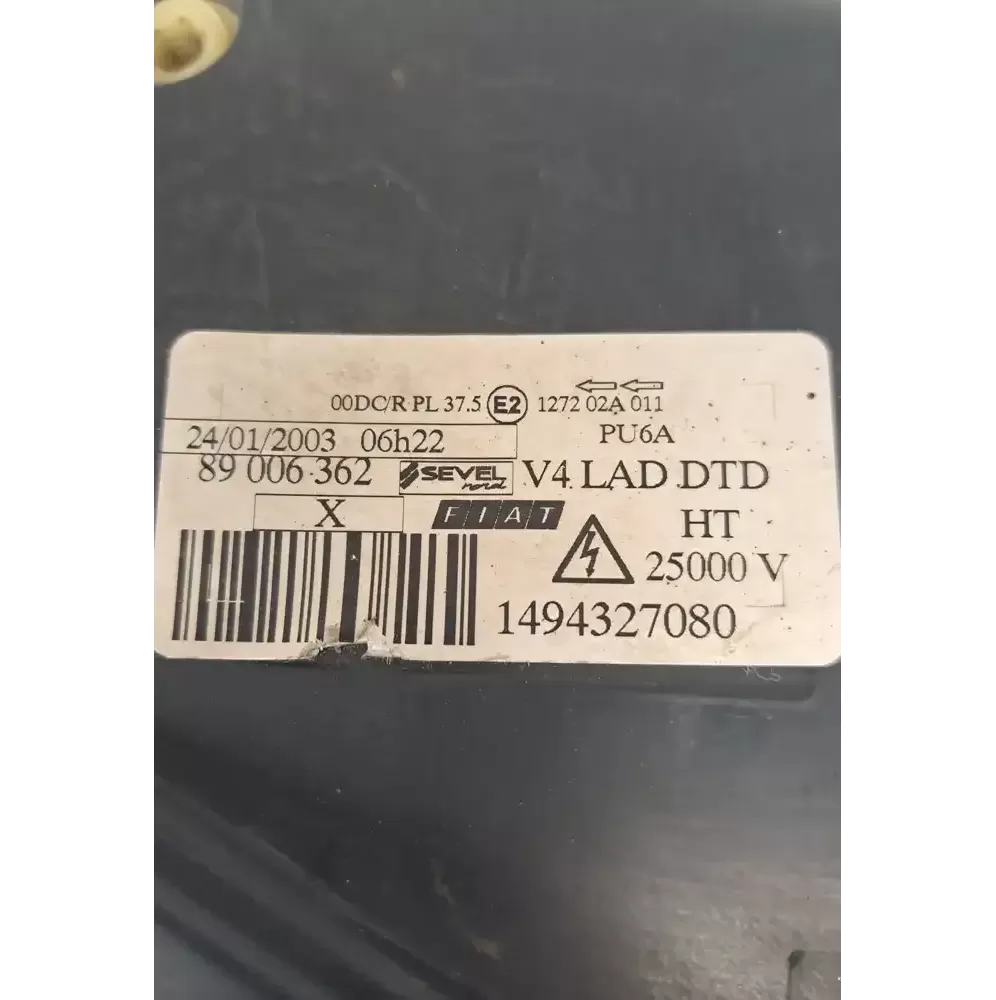 00DC/R PL 37.5 E2 1272 02A 011
24/01/2003 06h22 PU6A
89 006 362 SEVEL nord V4 LAD DTD
X FIAT HT
25000 V
1494327080